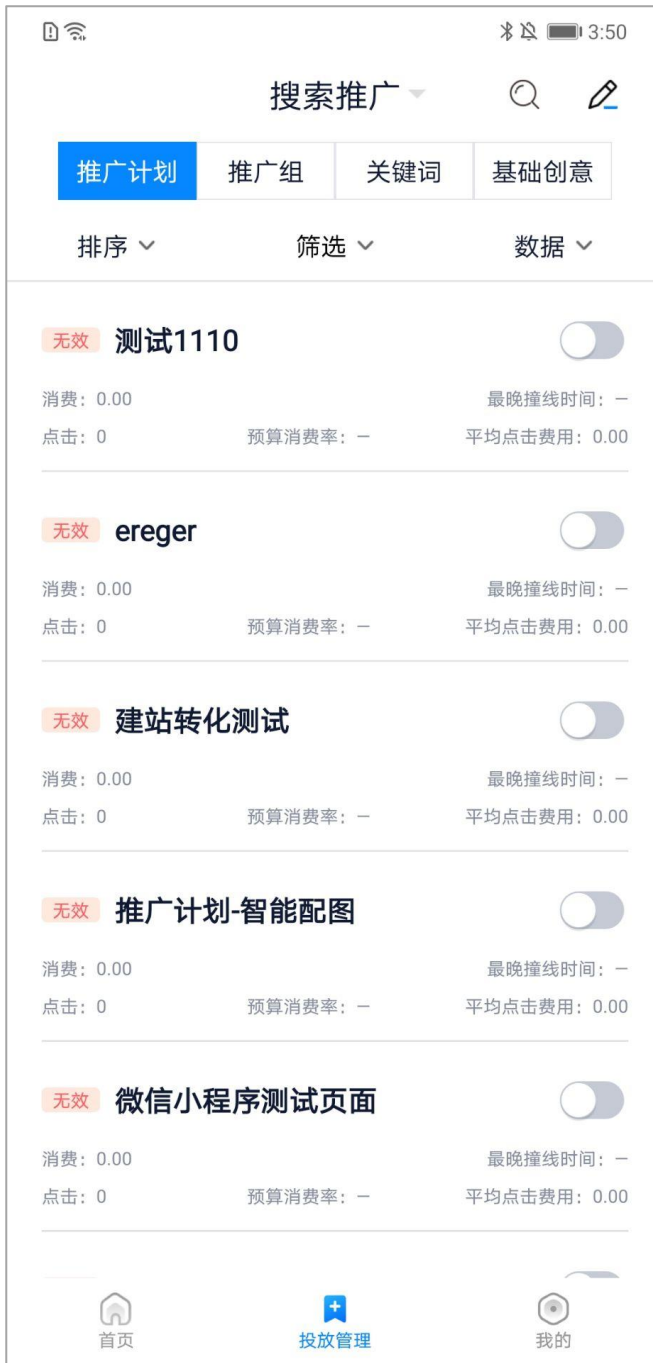 3:50
搜索推广
推广计划 推广组 关键词 基础创意
排序 筛选 数据
无效 测试1110
消费：0.00 最晚撞线时间：—
点击：0 预算消费率：— 平均点击费用：0.00
无效 ereger
消费：0.00 最晚撞线时间：—
点击：0 预算消费率：— 平均点击费用：0.00
无效 建站转化测试
消费：0.00 最晚撞线时间：—
点击：0 预算消费率：— 平均点击费用：0.00
无效 推广计划-智能配图
消费：0.00 最晚撞线时间：—
点击：0 预算消费率：— 平均点击费用：0.00
无效 微信小程序测试页面
消费：0.00 最晚撞线时间：—
点击：0 预算消费率：— 平均点击费用：0.00
首页 投放管理 我的